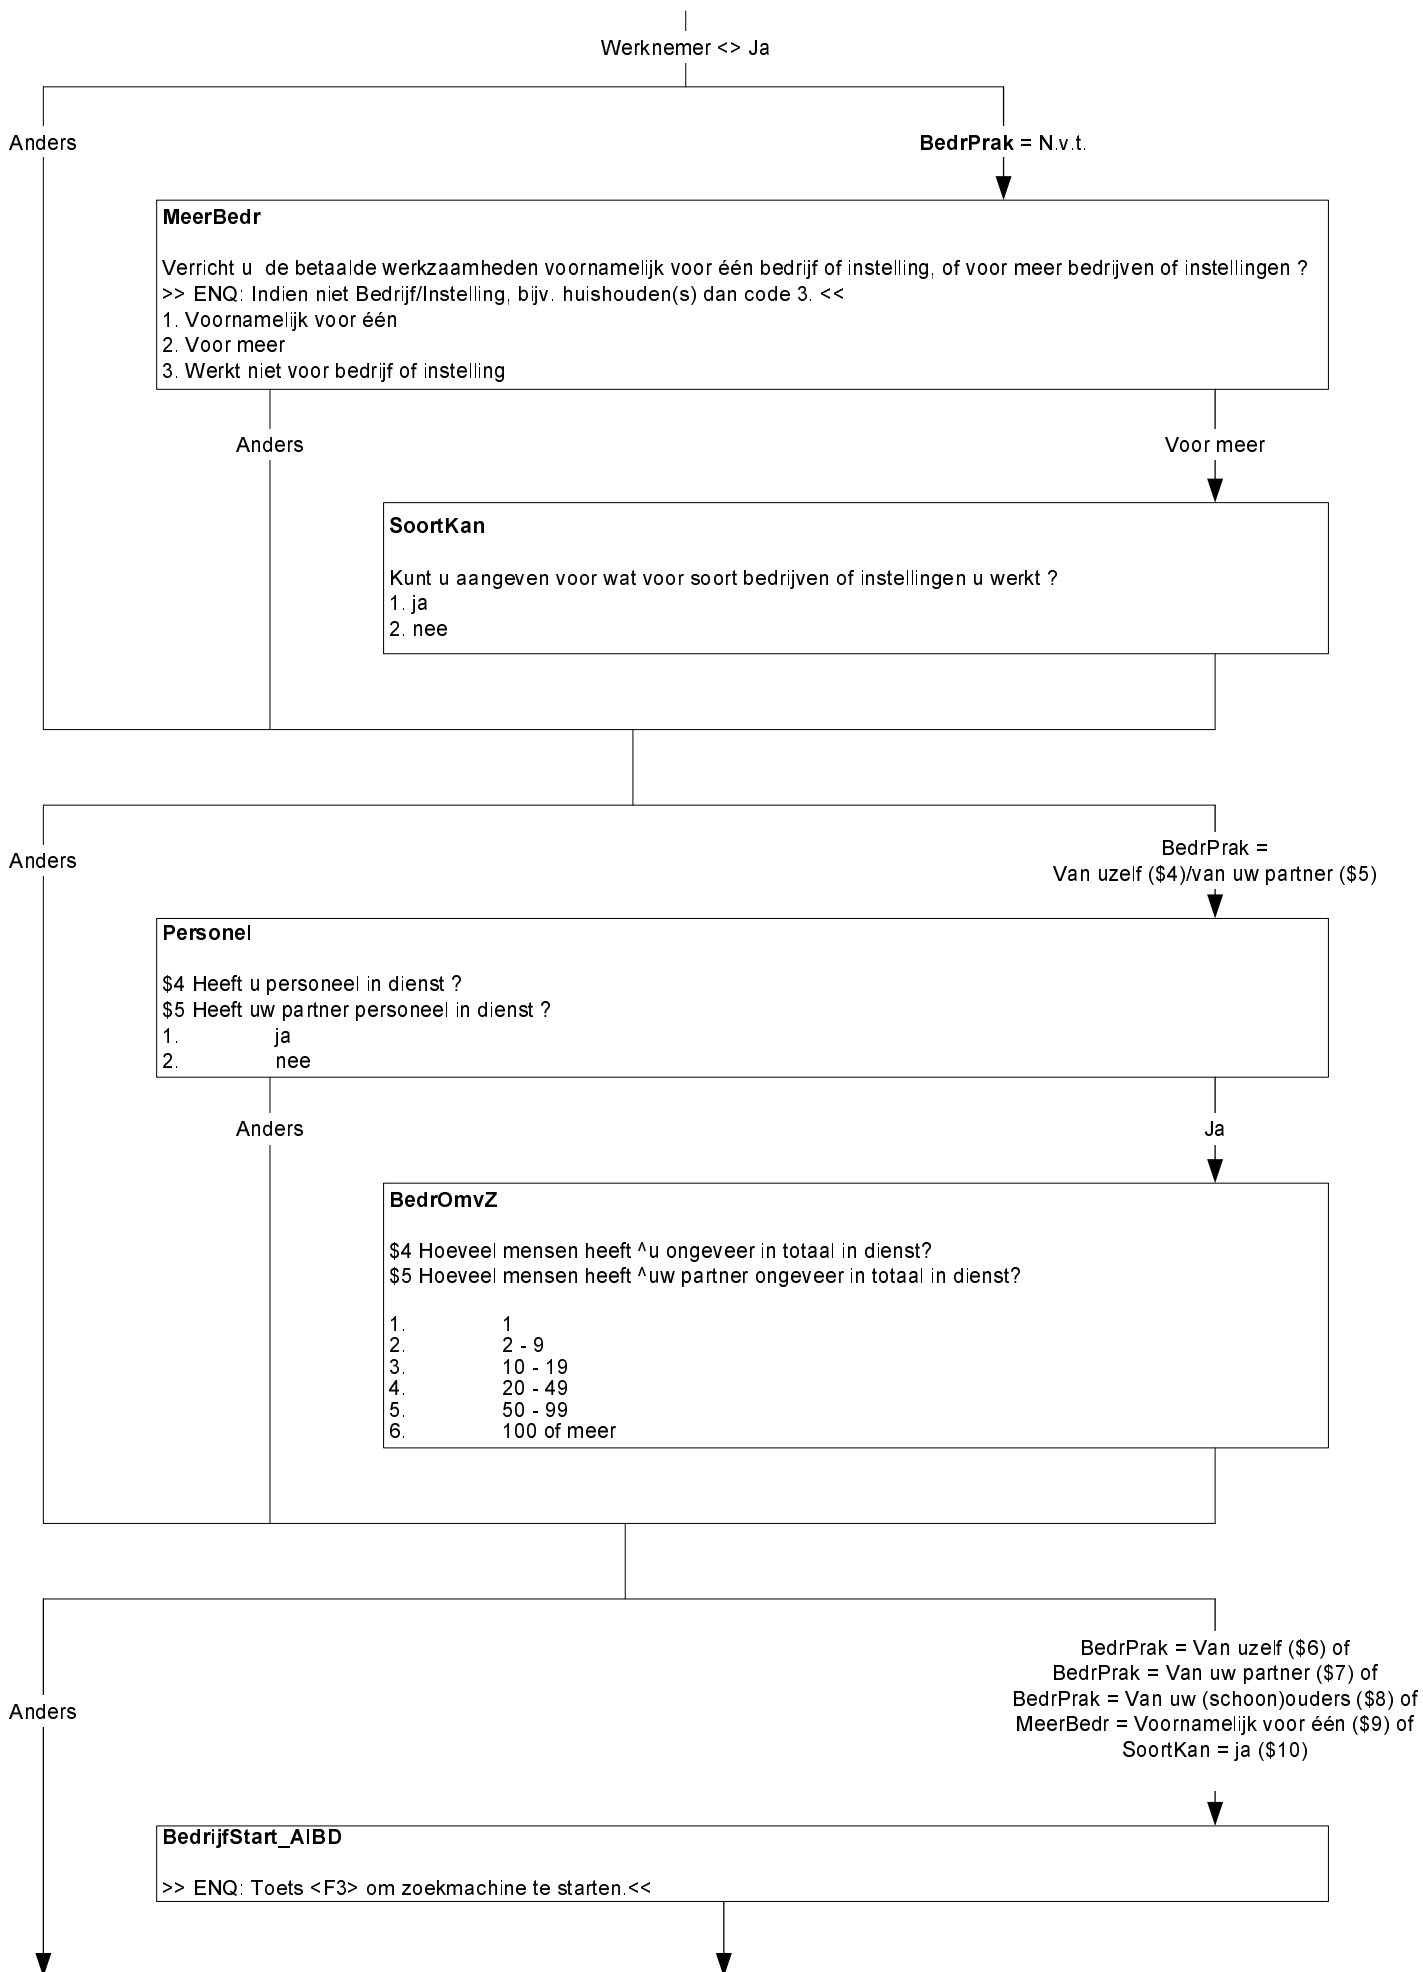 Werknemer <> Ja
Anders
BedrPrak = N.v.t.
MeerBedr
Verricht u  de betaalde werkzaamheden voornamelijk voor één bedrijf of instelling, of voor meer bedrijven of instellingen ?
>> ENQ: Indien niet Bedrijf/Instelling, bijv. huishouden(s) dan code 3. <<
1. Voornamelijk voor één
2. Voor meer
3. Werkt niet voor bedrijf of instelling
Anders
Voor meer
SoortKan
Kunt u aangeven voor wat voor soort bedrijven of instellingen u werkt ?
1. ja
2. nee
Anders
BedrPrak =
Van uzelf ($4)/van uw partner ($5)
Personel
$4 Heeft u personeel in dienst ?
$5 Heeft uw partner personeel in dienst ?
1. ja
2. nee
Anders
Ja
BedrOmvZ
$4 Hoeveel mensen heeft ^u ongeveer in totaal in dienst?
$5 Hoeveel mensen heeft ^uw partner ongeveer in totaal in dienst?
1. 1
2. 2 - 9
3. 10 - 19
4. 20 - 49
5. 50 - 99
6. 100 of meer
Anders
BedrPrak = Van uzelf ($6) of
BedrPrak = Van uw partner ($7) of
BedrPrak = Van uw (schoon)ouders ($8) of
MeerBedr = Voornamelijk voor één ($9) of
SoortKan = ja ($10)
BedrijfStart_AIBD
>> ENQ: Toets <F3> om zoekmachine te starten.<<